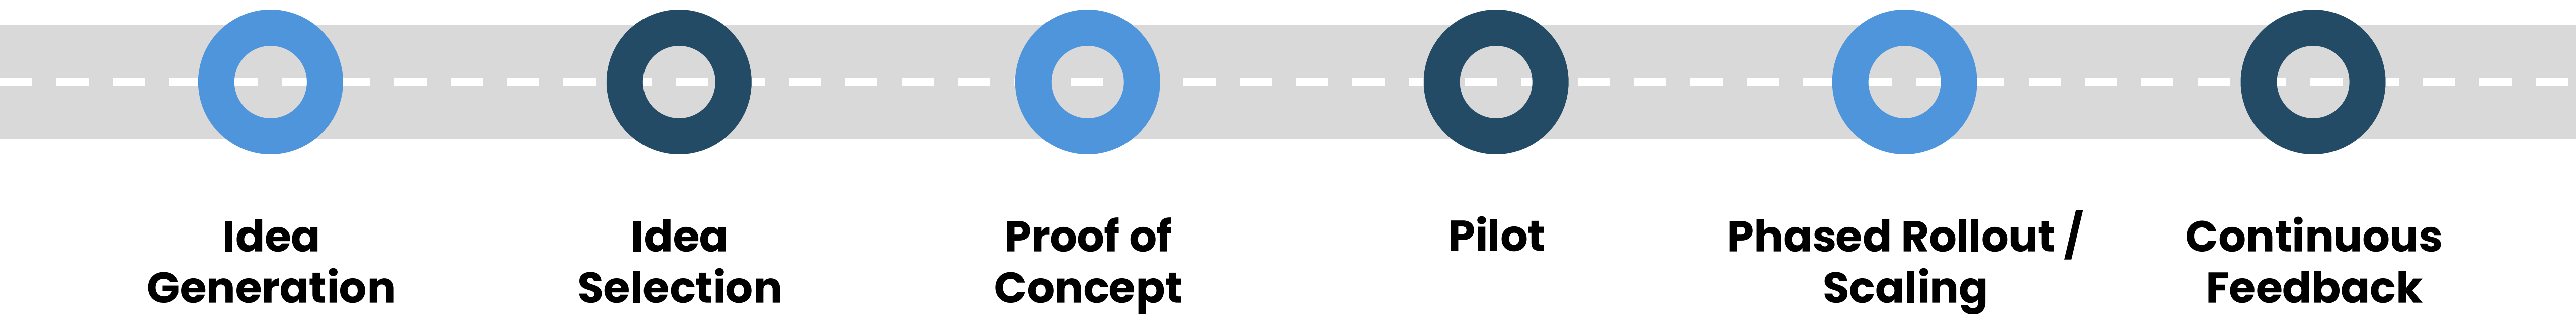 Idea
Generation
Idea
Selection
Proof of
Concept
Pilot
Phased Rollout /
Scaling
Continuous
Feedback